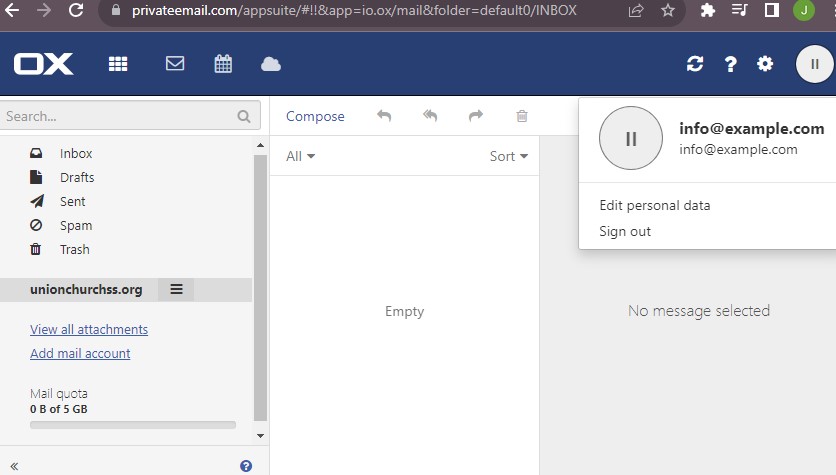 privateemail.com/appsuite/#!!&app=io.ox/mail&folder=default0/INBOX
J
OX
?
II
Search...
Compose
II
info@example.com
info@example.com
Edit personal data
Sign out
Inbox
Drafts
Sent
Spam
Trash
unionchurchss.org
View all attachments
Add mail account
Mail quota
0 B of 5 GB
«
?
All
Sort
Empty
No message selected